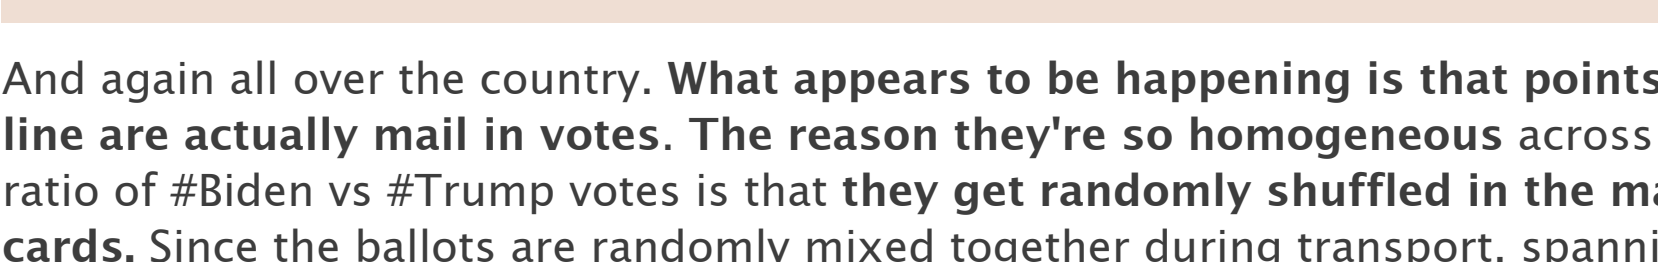 And again all over the country. What appears to be happening is that points
line are actually mail in votes. The reason they're so homogeneous across
ratio of #Biden vs #Trump votes is that they get randomly shuffled in the
cards. Since the ballots are randomly mixed together during transport,